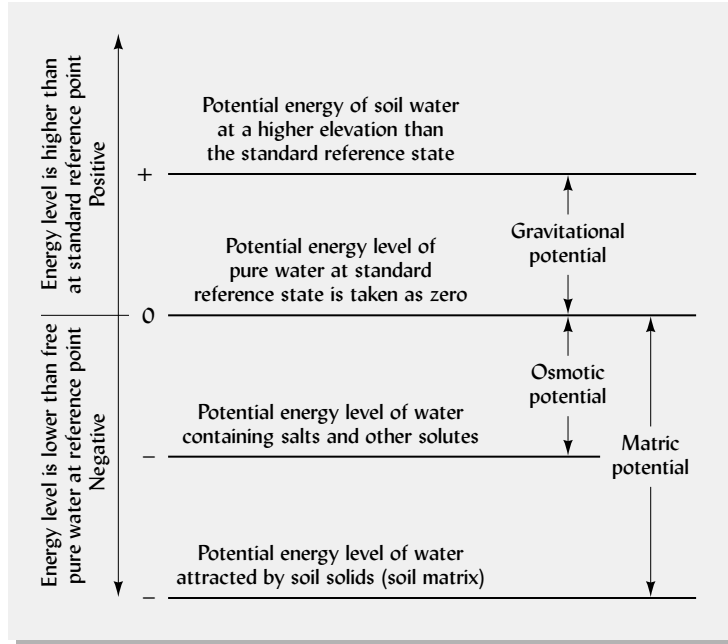 Energy level is higher than
at standard reference point
Positive
Energy level is lower than free
pure water at reference point
Negative
Potential energy of soil water
at a higher elevation than
the standard reference state
+
Gravitational
potential
Potential energy level of
pure water at standard
reference state is taken as zero
0
Osmotic
potential
Potential energy level of water
containing salts and other solutes
–
Matric
potential
Potential energy level of water
attracted by soil solids (soil matrix)
–